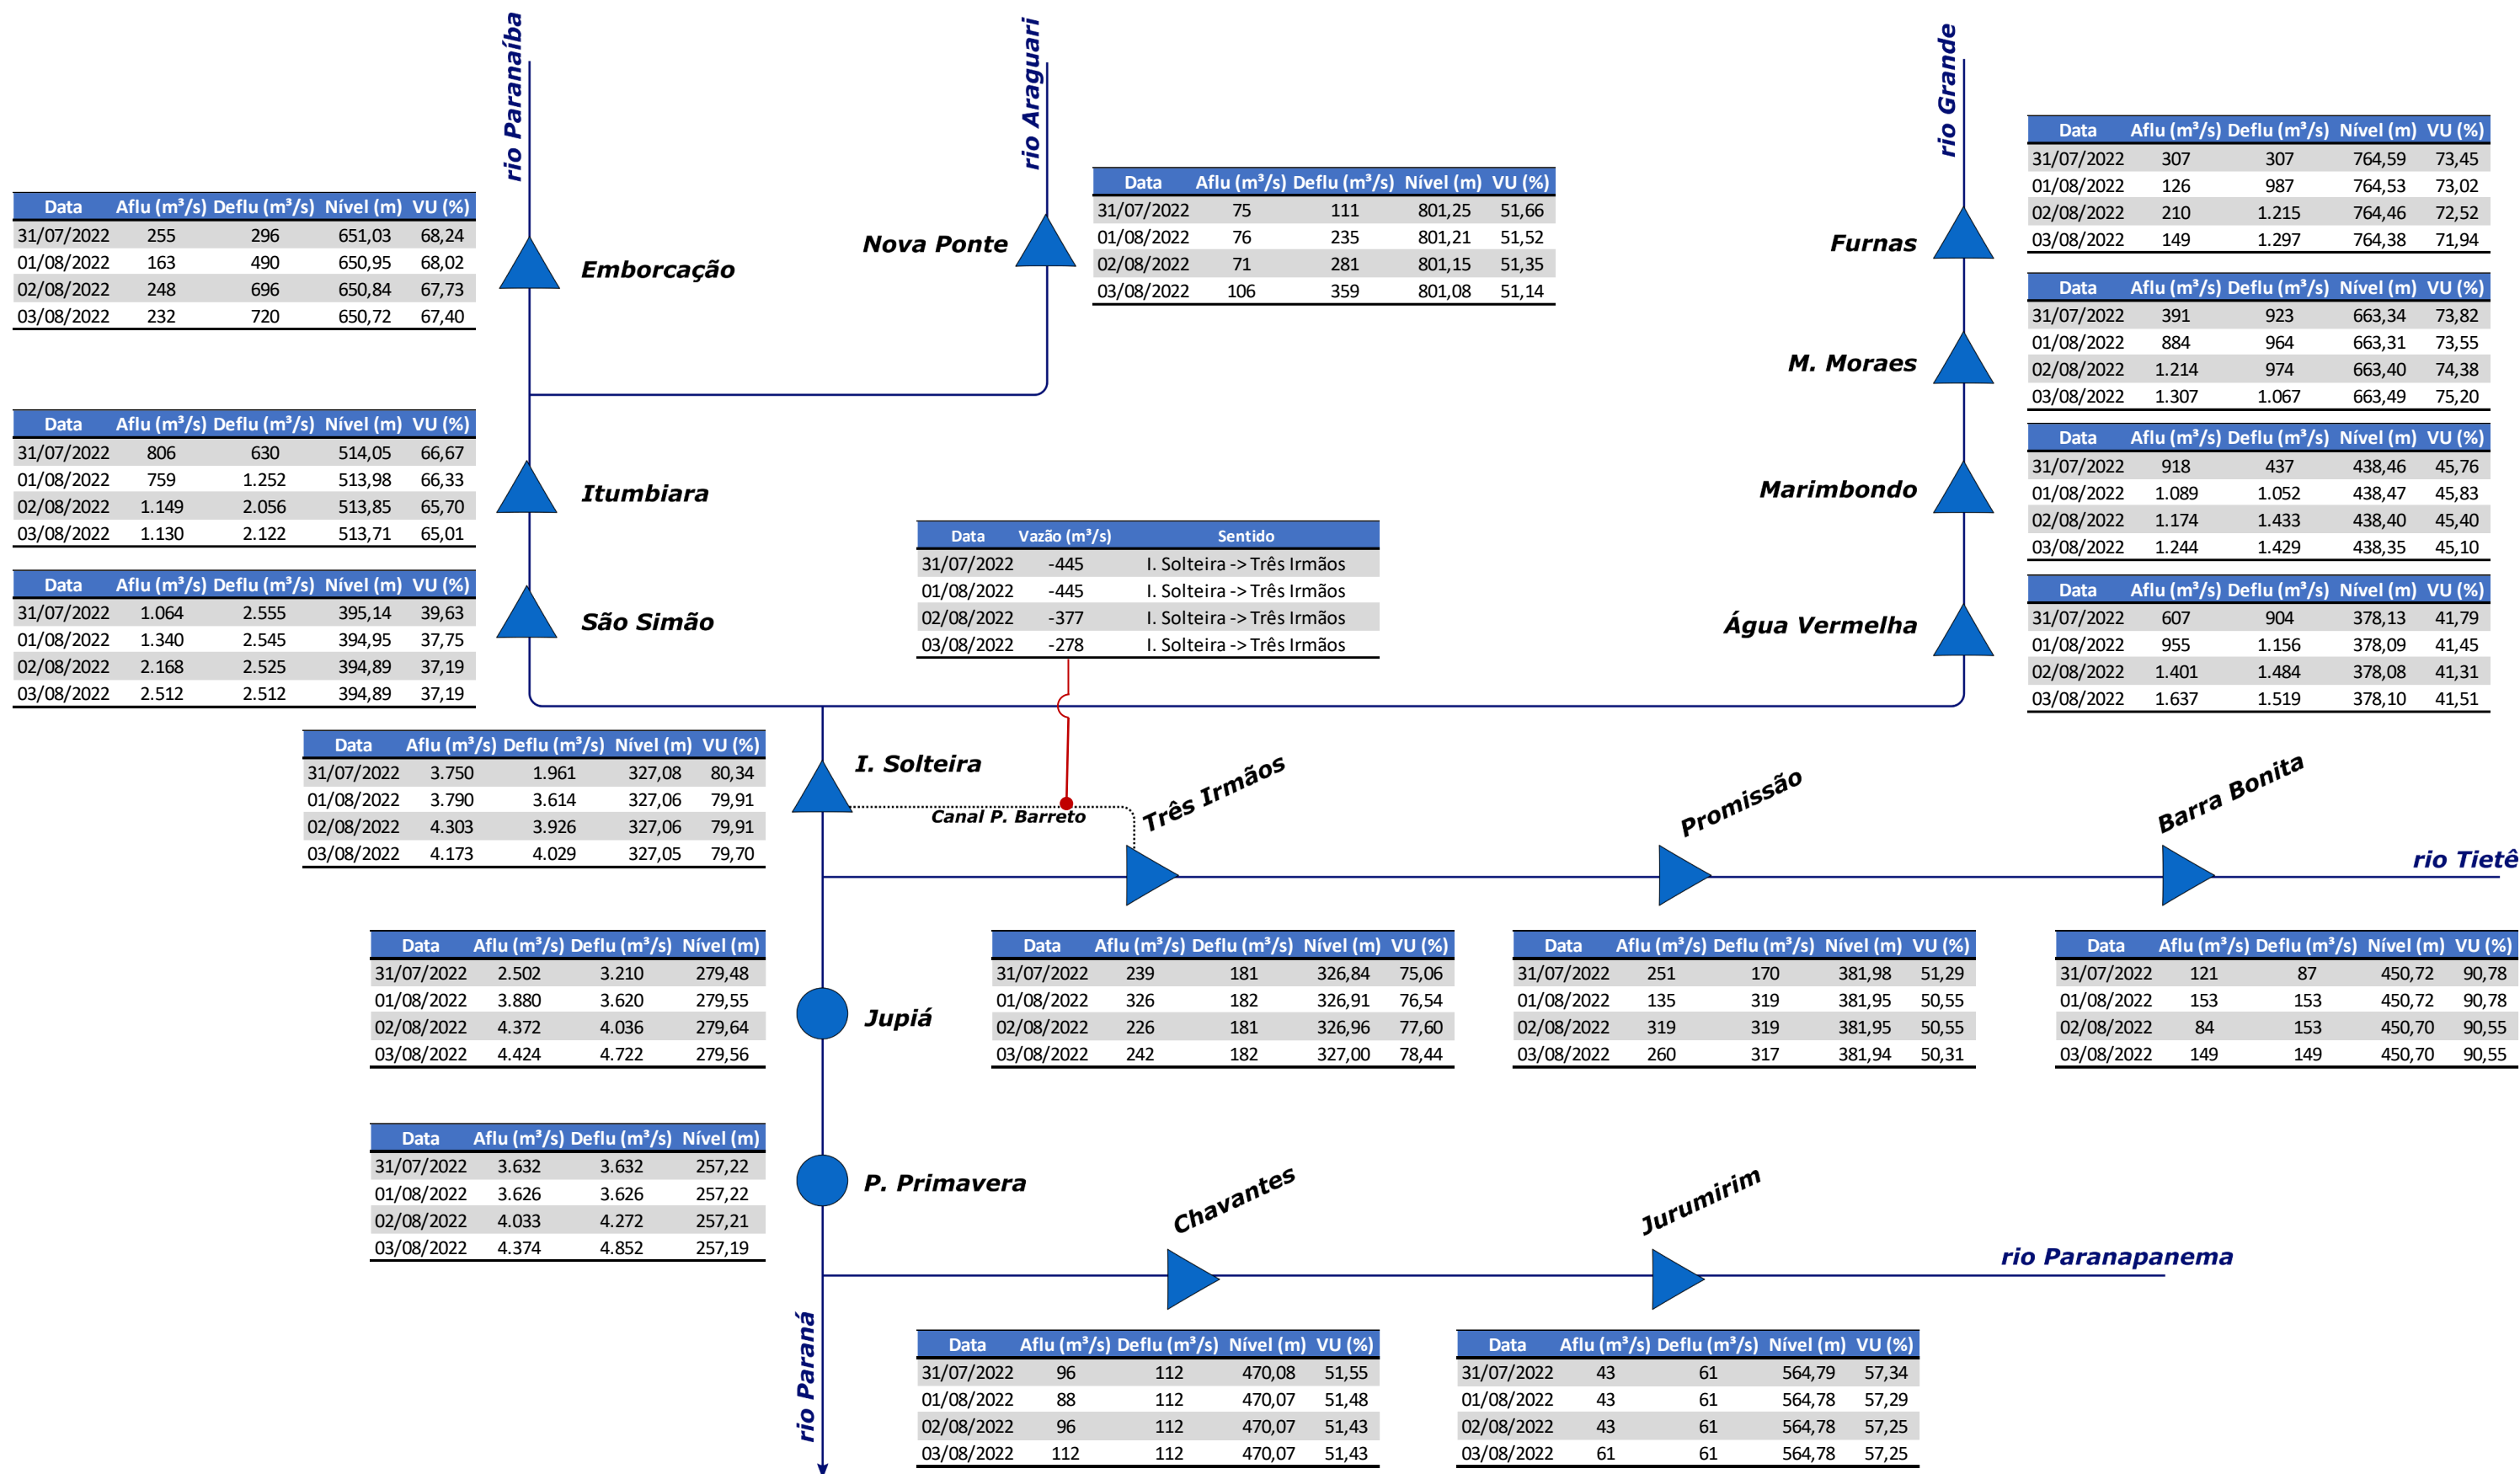 rio Paranaíba
rio Araguari
rio Grande
Data Aflu (m³/s) Deflu (m³/s) Nível (m) VU (%)
31/07/2022 307 307 764,59 73,45
01/08/2022 126 987 764,53 73,02
02/08/2022 210 1.215 764,46 72,52
03/08/2022 149 1.297 764,38 71,94
Furnas
Data Aflu (m³/s) Deflu (m³/s) Nível (m) VU (%)
31/07/2022 75 111 801,25 51,66
01/08/2022 76 235 801,21 51,52
02/08/2022 71 281 801,15 51,35
03/08/2022 106 359 801,08 51,14
Nova Ponte
Data Aflu (m³/s) Deflu (m³/s) Nível (m) VU (%)
31/07/2022 255 296 651,03 68,24
01/08/2022 163 490 650,95 68,02
02/08/2022 248 696 650,84 67,73
03/08/2022 232 720 650,72 67,40
Emborcação
Data Aflu (m³/s) Deflu (m³/s) Nível (m) VU (%)
31/07/2022 391 923 663,34 73,82
01/08/2022 884 964 663,31 73,55
02/08/2022 1.214 974 663,40 74,38
03/08/2022 1.307 1.067 663,49 75,20
M. Moraes
Data Aflu (m³/s) Deflu (m³/s) Nível (m) VU (%)
31/07/2022 806 630 514,05 66,67
01/08/2022 759 1.252 513,98 66,33
02/08/2022 1.149 2.056 513,85 65,70
03/08/2022 1.130 2.122 513,71 65,01
Itumbiara
Data Aflu (m³/s) Deflu (m³/s) Nível (m) VU (%)
31/07/2022 918 437 438,46 45,76
01/08/2022 1.089 1.052 438,47 45,83
02/08/2022 1.174 1.433 438,40 45,40
03/08/2022 1.244 1.429 438,35 45,10
Marimbondo
Data Vazão (m³/s) Sentido
31/07/2022 -445 I. Solteira -> Três Irmãos
01/08/2022 -445 I. Solteira -> Três Irmãos
02/08/2022 -377 I. Solteira -> Três Irmãos
03/08/2022 -278 I. Solteira -> Três Irmãos
Data Aflu (m³/s) Deflu (m³/s) Nível (m) VU (%)
31/07/2022 1.064 2.555 395,14 39,63
01/08/2022 1.340 2.545 394,95 37,75
02/08/2022 2.168 2.525 394,89 37,19
03/08/2022 2.512 2.512 394,89 37,19
São Simão
Data Aflu (m³/s) Deflu (m³/s) Nível (m) VU (%)
31/07/2022 607 904 378,13 41,79
01/08/2022 955 1.156 378,09 41,45
02/08/2022 1.401 1.484 378,08 41,31
03/08/2022 1.637 1.519 378,10 41,51
Água Vermelha
Data Aflu (m³/s) Deflu (m³/s) Nível (m) VU (%)
31/07/2022 3.750 1.961 327,08 80,34
01/08/2022 3.790 3.614 327,06 79,91
02/08/2022 4.303 3.926 327,06 79,91
03/08/2022 4.173 4.029 327,05 79,70
I. Solteira
Canal P. Barreto
Três Irmãos
Promissão
Barra Bonita
rio Tietê
Data Aflu (m³/s) Deflu (m³/s) Nível (m)
31/07/2022 2.502 3.210 279,48
01/08/2022 3.880 3.620 279,55
02/08/2022 4.372 4.036 279,64
03/08/2022 4.424 4.722 279,56
Jupiá
Data Aflu (m³/s) Deflu (m³/s) Nível (m) VU (%)
31/07/2022 239 181 326,84 75,06
01/08/2022 326 182 326,91 76,54
02/08/2022 226 181 326,96 77,60
03/08/2022 242 182 327,00 78,44
Data Aflu (m³/s) Deflu (m³/s) Nível (m) VU (%)
31/07/2022 251 170 381,98 51,29
01/08/2022 135 319 381,95 50,55
02/08/2022 319 319 381,95 50,55
03/08/2022 260 317 381,94 50,31
Data Aflu (m³/s) Deflu (m³/s) Nível (m) VU (%)
31/07/2022 121 87 450,72 90,78
01/08/2022 153 153 450,72 90,78
02/08/2022 84 153 450,70 90,55
03/08/2022 149 149 450,70 90,55
Data Aflu (m³/s) Deflu (m³/s) Nível (m)
31/07/2022 3.632 3.632 257,22
01/08/2022 3.626 3.626 257,22
02/08/2022 4.033 4.272 257,21
03/08/2022 4.374 4.852 257,19
P. Primavera
Chavantes
Jurumirim
rio Paranapanema
rio Paraná
Data Aflu (m³/s) Deflu (m³/s) Nível (m) VU (%)
31/07/2022 96 112 470,08 51,55
01/08/2022 88 112 470,07 51,48
02/08/2022 96 112 470,07 51,43
03/08/2022 112 112 470,07 51,43
Data Aflu (m³/s) Deflu (m³/s) Nível (m) VU (%)
31/07/2022 43 61 564,79 57,34
01/08/2022 43 61 564,78 57,29
02/08/2022 43 61 564,78 57,25
03/08/2022 61 61 564,78 57,25